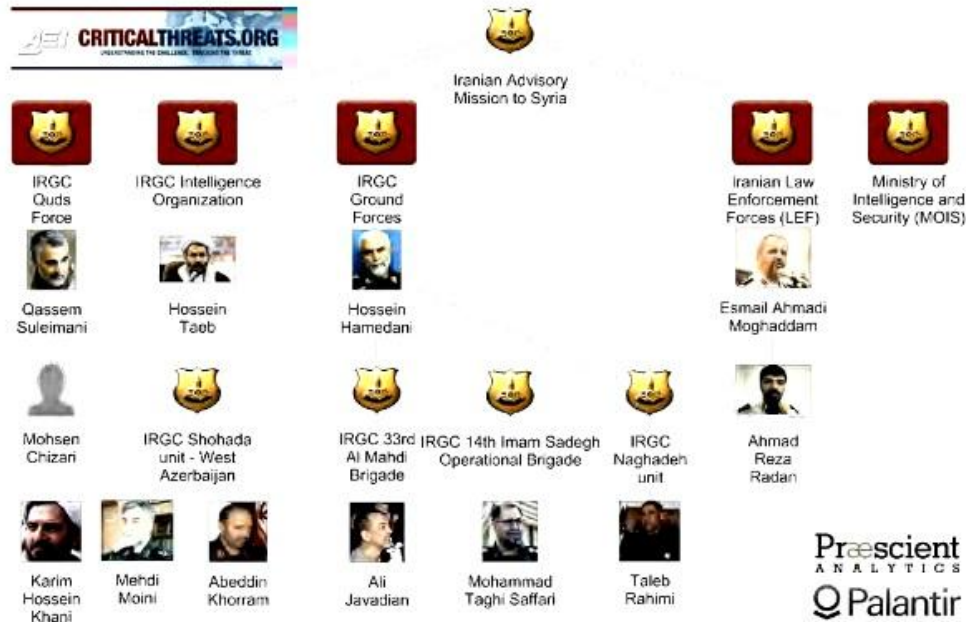 AEI CRITICALTHREATS.ORG
Iranian Advisory
Mission to Syria
IRGC
Quds
Force
IRGC Intelligence
Organization
IRGC
Ground
Forces
Iranian Law
Enforcement
Forces (LEF)
Ministry of
Intelligence and
Security (MOIS)
Qassem
Suleimani
Hossein
Taeb
Hossein
Hamedani
Esmail Ahmadi
Moghaddam
Mohsen
Chizari
IRGC Shohada
unit - West
Azerbaijan
IRGC 33rd
Al Mahdi
Brigade
IRGC 14th Imam Sadegh
Operational Brigade
IRGC
Naghadeh
unit
Ahmad
Reza
Radan
Karim
Hossein
Khani
Mehdi
Moini
Abeddin
Khorram
Ali
Javadian
Mohammad
Taghi Saffari
Taleb
Rahimi
Præscient
ANALYTICS
Palantir